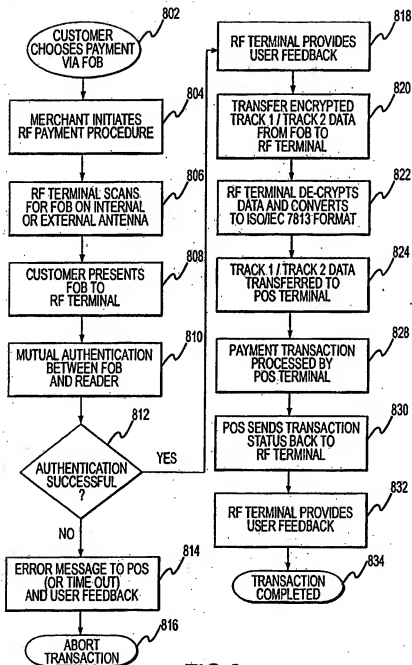 802
CUSTOMER
CHOOSES PAYMENT
VIA FOB
804
MERCHANT INITIATES
RF PAYMENT PROCEDURE
806
RF TERMINAL SCANS
FOR FOB ON INTERNAL
OR EXTERNAL ANTENNA
808
CUSTOMER PRESENTS
FOB TO
RF TERMINAL
810
MUTUAL AUTHENTICATION
BETWEEN FOB
AND READER
812
AUTHENTICATION
SUCCESSFUL
?
YES
NO
814
ERROR MESSAGE TO POS
(OR TIME OUT)
AND USER FEEDBACK
816
ABORT
TRANSACTION
818
RF TERMINAL PROVIDES
USER FEEDBACK
820
TRANSFER ENCRYPTED
TRACK 1 / TRACK 2 DATA
FROM FOB TO
RF TERMINAL
822
RF TERMINAL DE-CRYPTS
DATA AND CONVERTS
TO ISO/IEC 7813 FORMAT
824
TRACK 1 / TRACK 2 DATA
TRANSFERRED TO
POS TERMINAL
828
PAYMENT TRANSACTION
PROCESSED BY
POS TERMINAL
830
POS SENDS TRANSACTION
STATUS BACK TO
RF TERMINAL
832
RF TERMINAL PROVIDES
USER FEEDBACK
834
TRANSACTION
COMPLETED